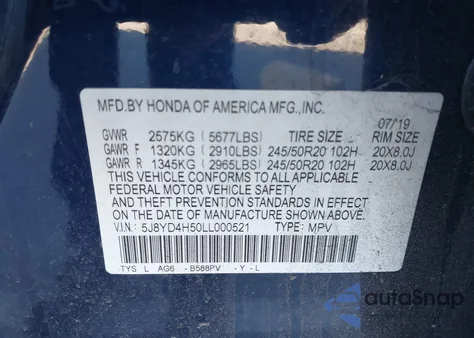 MFD.BY HONDA OF AMERICA MFG.,INC.
07/19
GVWR 2575KG (5677LBS) TIRE SIZE RIM SIZE
GAWR F 1320KG (2910LBS) 245/50R20 102H 20X8.0J
GAWR R 1345KG (2965LBS) 245/50R20 102H 20X8.0J
THIS VEHICLE CONFORMS TO ALL APPLICABLE
FEDERAL MOTOR VEHICLE SAFETY
AND THEFT PREVENTION STANDARDS IN EFFECT
ON THE DATE OF MANUFACTURE SHOWN ABOVE.
V.I.N: 5J8YD4H50LL000521 TYPE: MPV
TYS L AG6 -B588PV -Y-L
autoSnap